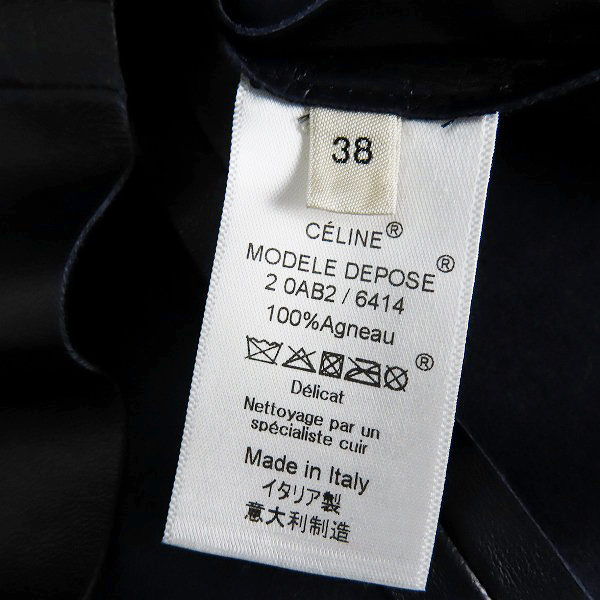 38
CÉLINE®
MODELE DEPOSE®
2 0AB2 / 6414
100%Agneau
®
Délicat
Nettoyage par un
spécialiste cuir
Made in Italy
イタリア製
意大利制造